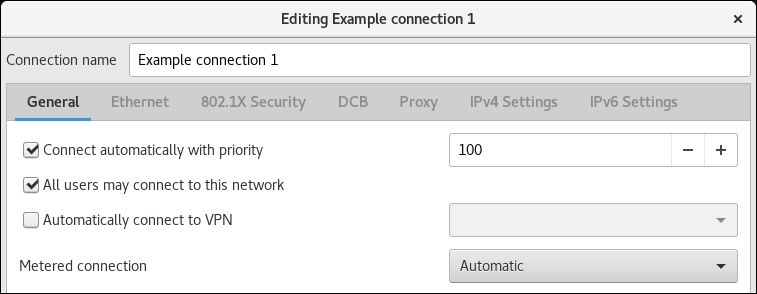 Editing Example connection 1
Connection name Example connection 1
General Ethernet 802.1X Security DCB Proxy IPv4 Settings IPv6 Settings
Connect automatically with priority 100
All users may connect to this network
Automatically connect to VPN
Metered connection Automatic